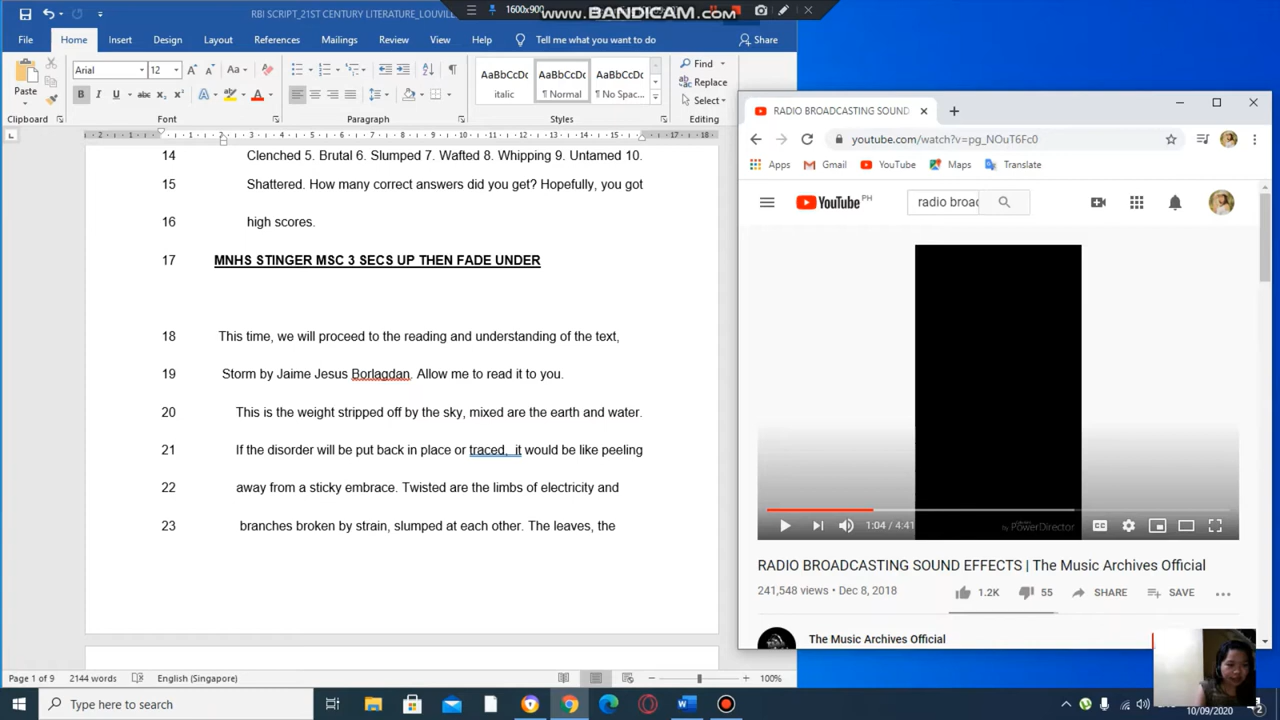 1600x900
www.BANDICAM.com
RBI SCRIPT_21ST CENTURY LITERATURE_LOUVILL
File Home Insert Design Layout References Mailings Review View Help Tell me what you want to do Share
Paste
Clipboard
Arial 12
Font
Paragraph
AaBbCcDc AaBbCcDc AaBbCcDc
italic ¶ Normal ¶ No Spac...
Styles
Find
Replace
Select
Editing
14 Clenched 5. Brutal 6. Slumped 7. Wafted 8. Whipping 9. Untamed 10.
15 Shattered. How many correct answers did you get? Hopefully, you got
16 high scores.
17 MNHS STINGER MSC 3 SECS UP THEN FADE UNDER
18 This time, we will proceed to the reading and understanding of the text,
19 Storm by Jaime Jesus Borlagdan. Allow me to read it to you.
20 This is the weight stripped off by the sky, mixed are the earth and water.
21 If the disorder will be put back in place or traced, it would be like peeling
22 away from a sticky embrace. Twisted are the limbs of electricity and
23 branches broken by strain, slumped at each other. The leaves, the
Page 1 of 9 2144 words English (Singapore) 100%
RADIO BROADCASTING SOUND
youtube.com/watch?v=pg_NOuT6Fc0
Apps Gmail YouTube Maps Translate
YouTube PH
radio broad
PowerDirector
1:04 / 4:41
RADIO BROADCASTING SOUND EFFECTS | The Music Archives Official
241,548 views • Dec 8, 2018 1.2K 55 SHARE SAVE
The Music Archives Official
Type here to search
10/09/2020